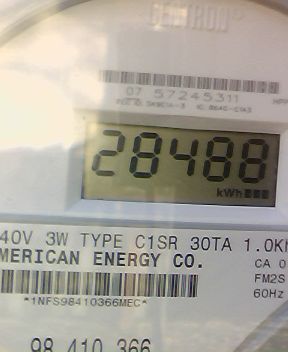 CENTRON®
07 57245311
28488
kWh
40V 3W TYPE C1SR 30TA 1.0K
MERICAN ENERGY CO.
CA 0
FM2S
60Hz
*1NFS98410366MEC*
98 410 366